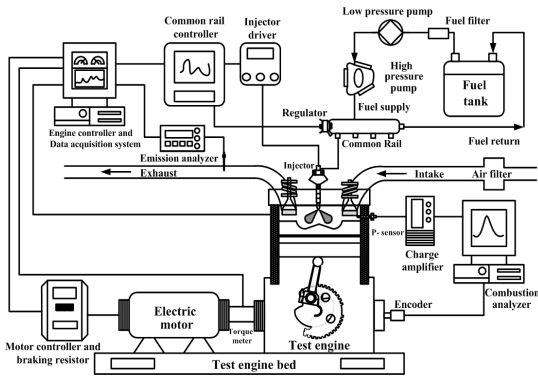 Common rail
controller
Injector
driver
Low pressure pump
Fuel filter
High
pressure
pump
Fuel
tank
Regulator
Fuel supply
Common Rail
Fuel return
Engine controller and
Data acquisition system
Emission analyzer
Injector
Exhaust
Intake
Air filter
P- sensor
Charge
amplifier
Combustion
analyzer
Encoder
Electric
motor
Torque
meter
Motor controller and
braking resistor
Test engine
Test engine bed